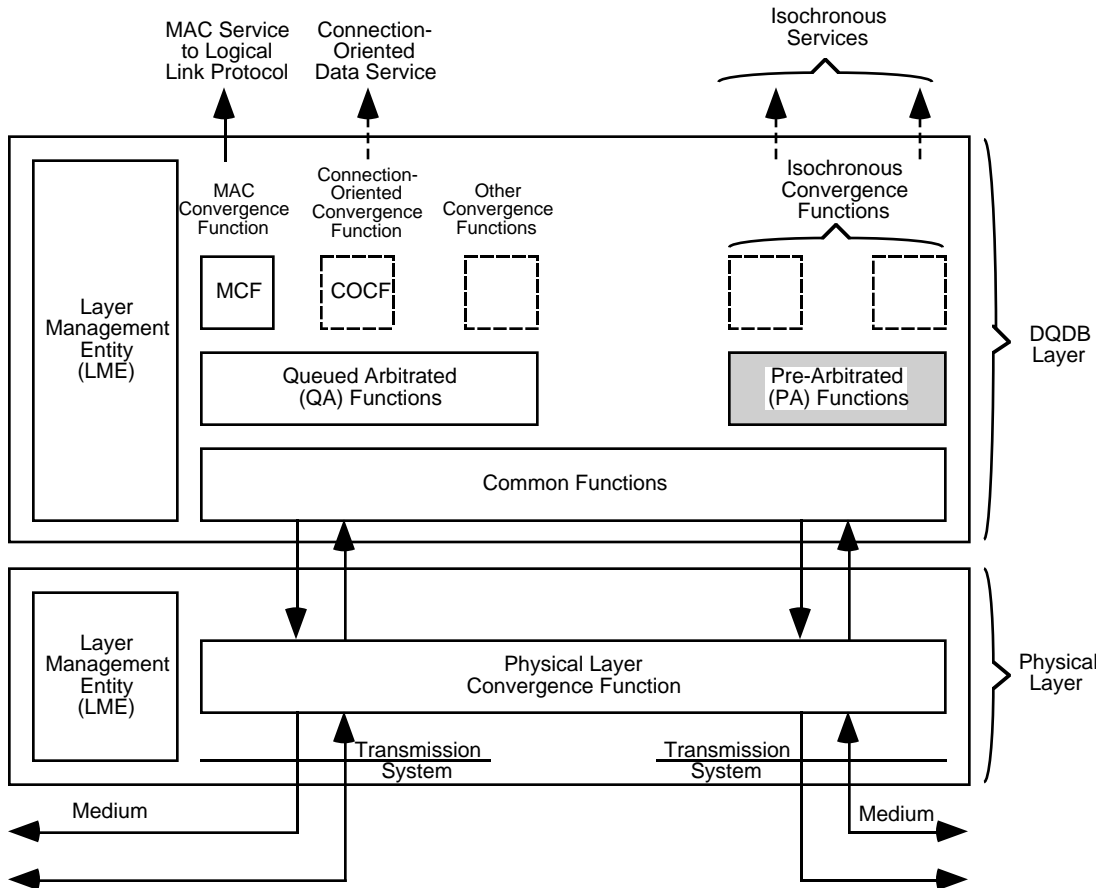 MAC Service
to Logical
Link Protocol
Connection-
Oriented
Data Service
Isochronous
Services
MAC
Convergence
Function
Connection-
Oriented
Convergence
Function
Other
Convergence
Functions
Isochronous
Convergence
Functions
MCF
COCF
Layer
Management
Entity
(LME)
DQDB
Layer
Queued Arbitrated
(QA) Functions
Pre-Arbitrated
(PA) Functions
Common Functions
Layer
Management
Entity
(LME)
Physical Layer
Convergence Function
Physical
Layer
Transmission
System
Transmission
System
Medium
Medium